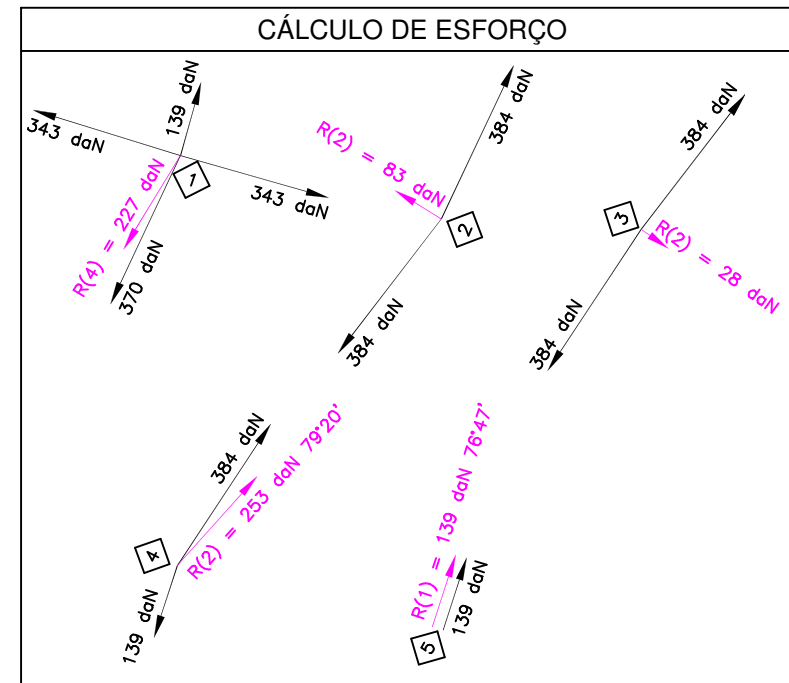 CÁLCULO DE ESFORÇO
139 daN
343 daN
343 daN
R(4) = 227 daN
370 daN
1
384 daN
R(2) = 83 daN
2
384 daN
384 daN
3
R(2) = 28 daN
384 daN
384 daN
R(2) = 253 daN 79°20'
4
139 daN
R(1) = 139 daN 76°47'
139 daN
5